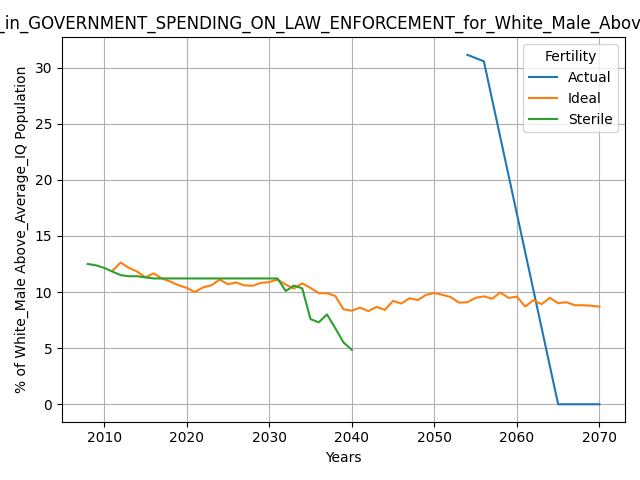 _in_GOVERNMENT_SPENDING_ON_LAW_ENFORCEMENT_for_White_Male_Abov
Fertility
Actual
Ideal
Sterile
% of White_Male Above_Average_IQ Population
30
25
20
15
10
5
0
2010 2020 2030 2040 2050 2060 2070
Years